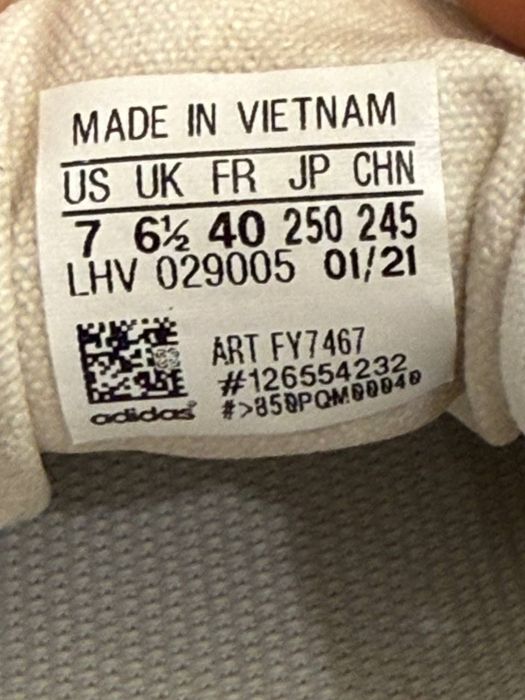 MADE IN VIETNAM
US UK FR JP CHN
7 6½ 40 250 245
LHV 029005 01/21
ART FY7467
#126554232
#>850PQM00040
adidas